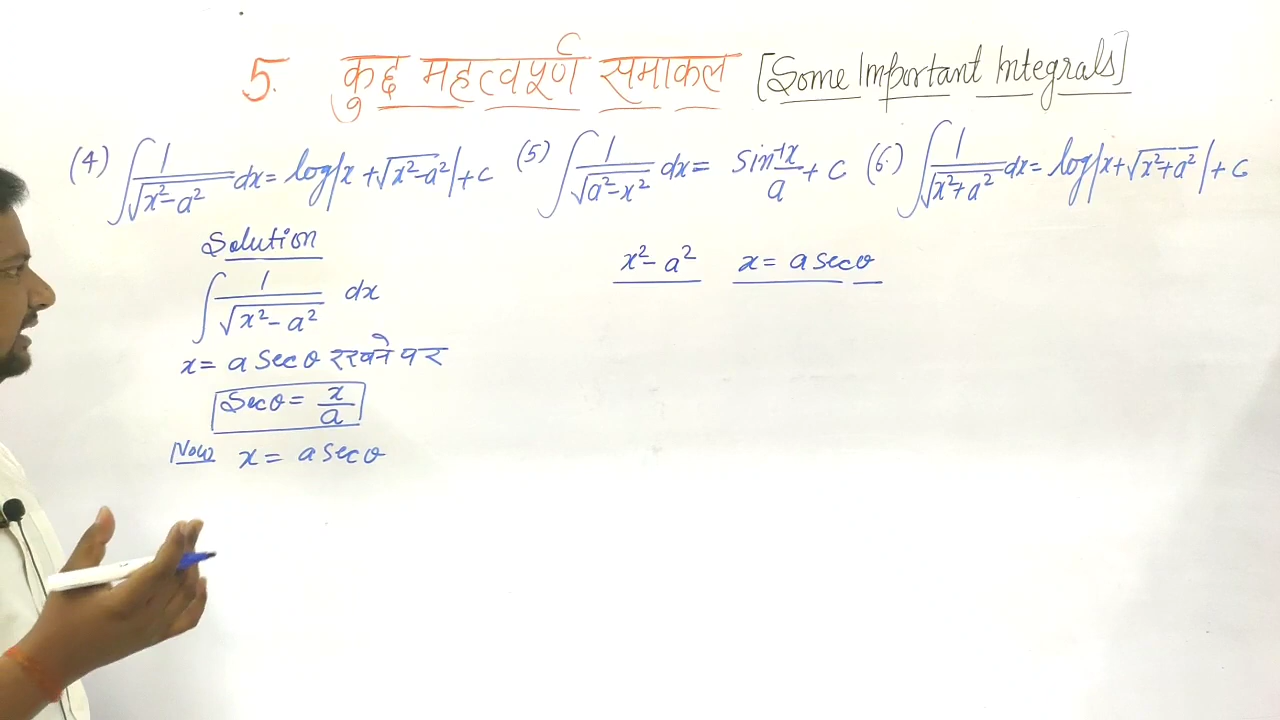 5. कुछ महत्वपूर्ण समाकल [Some Important Integrals]
(4) ∫ 1/√(x²-a²) dx = log|x + √(x²-a²)| + c (5) ∫ 1/√(a²-x²) dx = sin⁻¹ x/a + c (6.) ∫ 1/√(x²+a²) dx = log|x + √(x²+a²)| + c
Solution
∫ 1/√(x²-a²) dx
x = a secθ रखने पर
secθ = x/a
Now x = a secθ
x²-a² x = a secθ